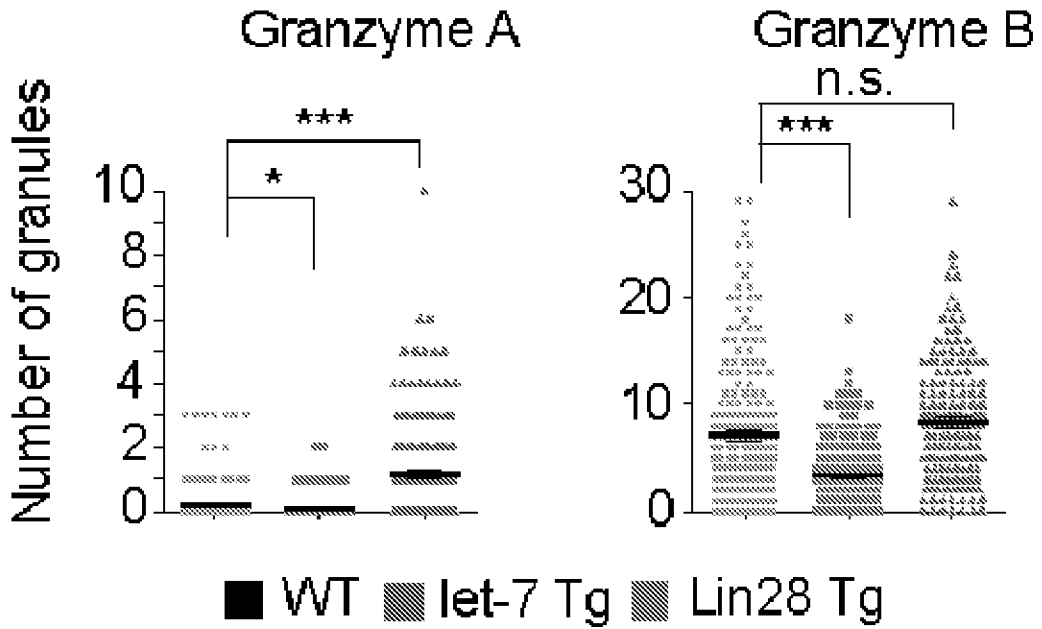 Granzyme A
Granzyme B
Number of granules
***
*
10
8
6
4
2
0
n.s.
***
30
20
10
0
WT
let-7 Tg
Lin28 Tg